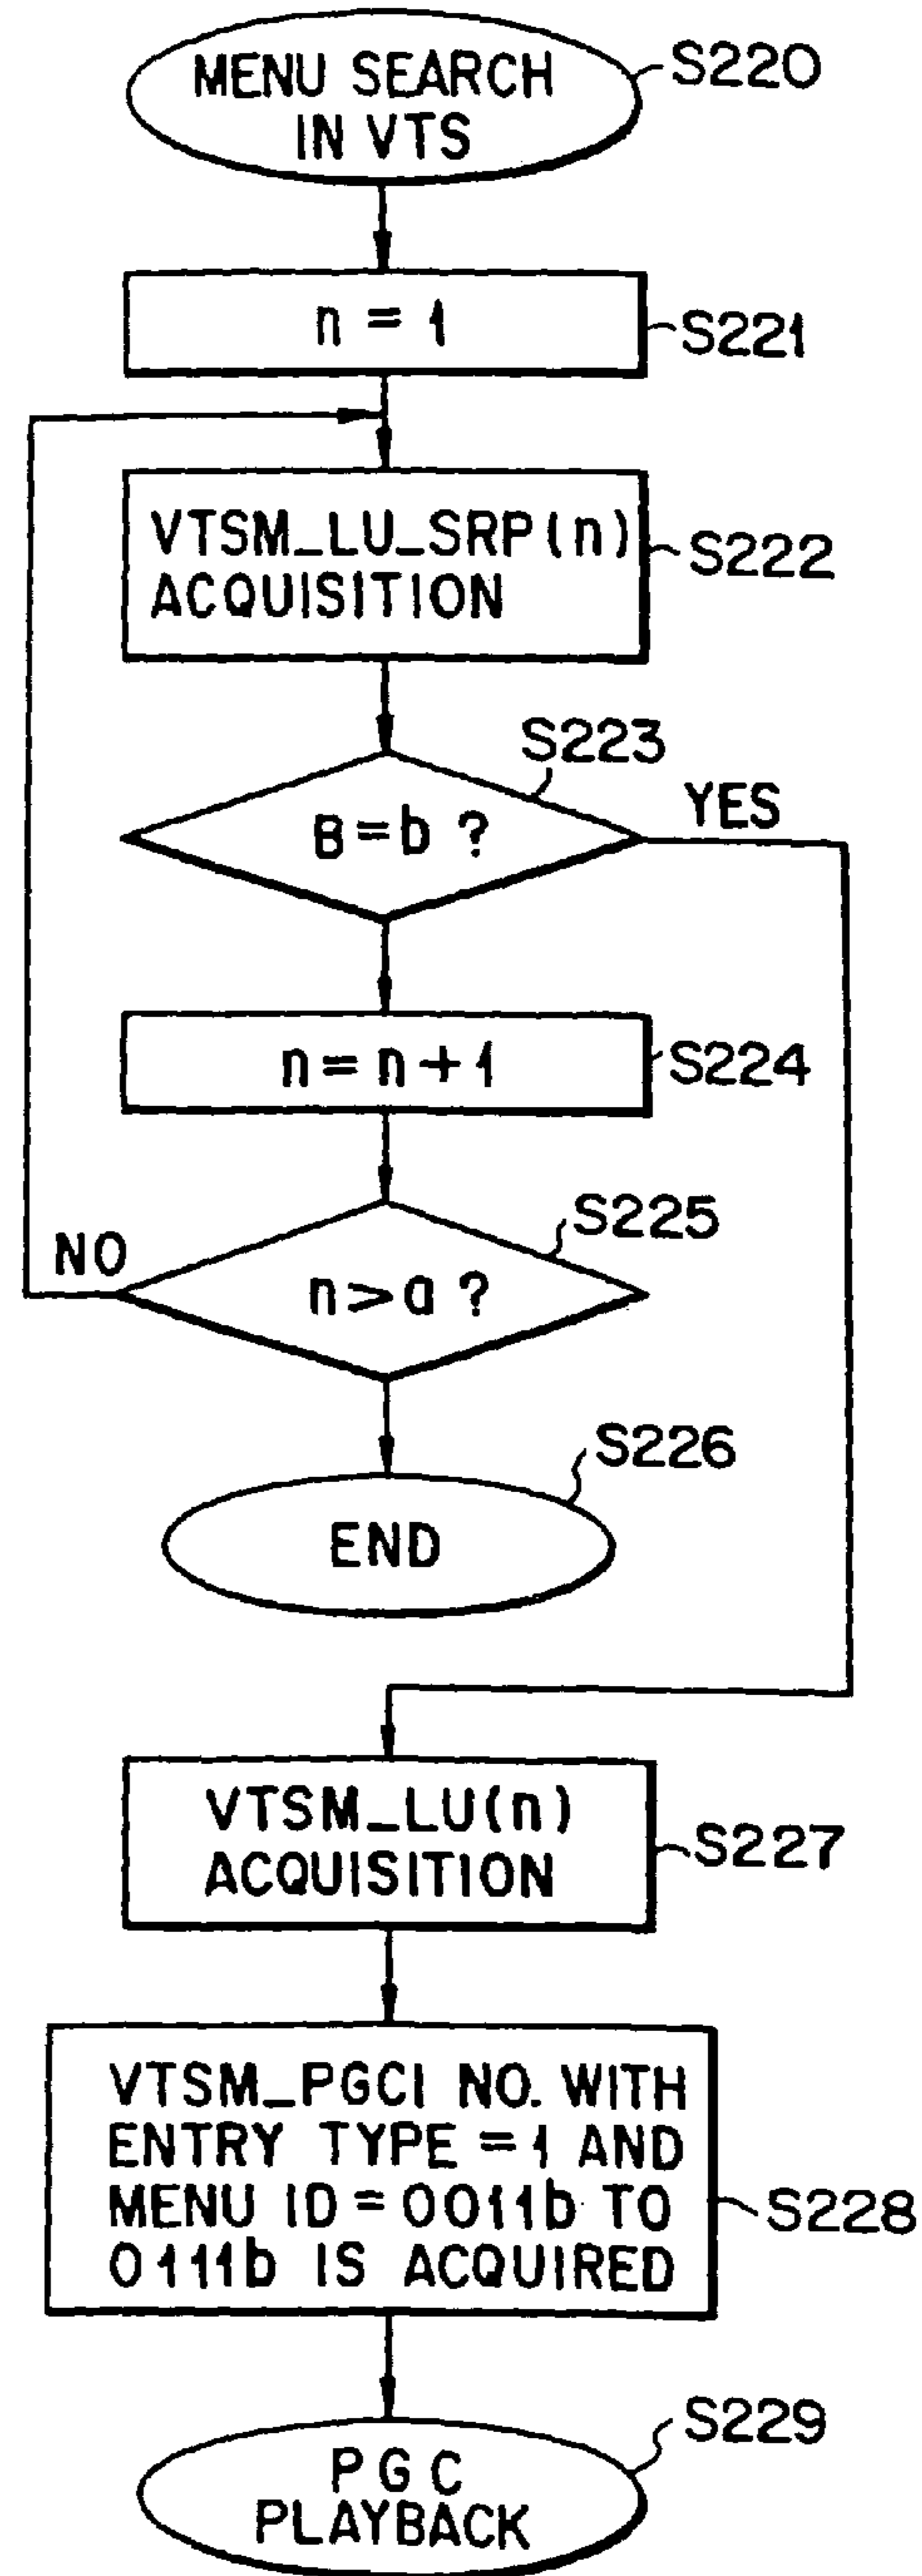 MENU SEARCH
IN VTS
S220
n = 1
S221
VTSM_LU_SRP(n)
ACQUISITION
S222
S223
B=b ?
YES
n=n+1
S224
S225
NO
n>a ?
S226
END
VTSM_LU(n)
ACQUISITION
S227
VTSM_PGCI NO. WITH
ENTRY TYPE =1 AND
MENU ID=0011b TO
0111b IS ACQUIRED
S228
S229
PGC
PLAYBACK